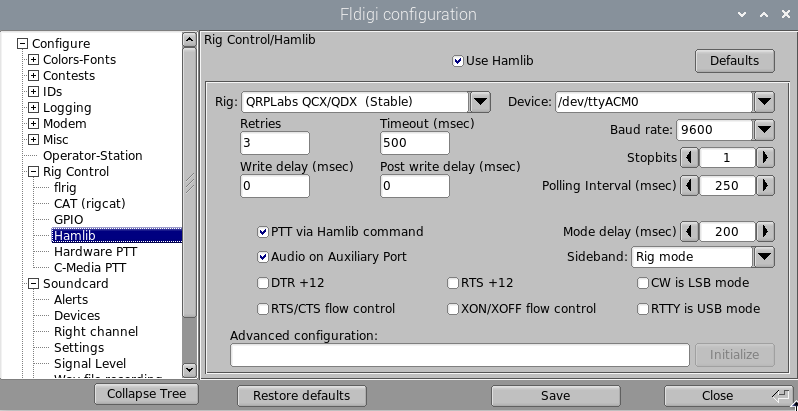 Fldigi configuration
Configure
Colors-Fonts
Contests
IDs
Logging
Modem
Misc
Operator-Station
Rig Control
flrig
CAT (rigcat)
GPIO
Hamlib
Hardware PTT
C-Media PTT
Soundcard
Alerts
Devices
Right channel
Settings
Signal Level
Wav file recording
Collapse Tree
Rig Control/Hamlib
Use Hamlib
Defaults
Rig: QRPLabs QCX/QDX (Stable) Device: /dev/ttyACM0
Retries Timeout (msec) Baud rate: 9600
3 500
Stopbits 1
Write delay (msec) Post write delay (msec)
0 0 Polling Interval (msec) 250
PTT via Hamlib command Mode delay (msec) 200
Audio on Auxiliary Port Sideband: Rig mode
DTR +12 RTS +12 CW is LSB mode
RTS/CTS flow control XON/XOFF flow control RTTY is USB mode
Advanced configuration:
Initialize
Restore defaults Save Close